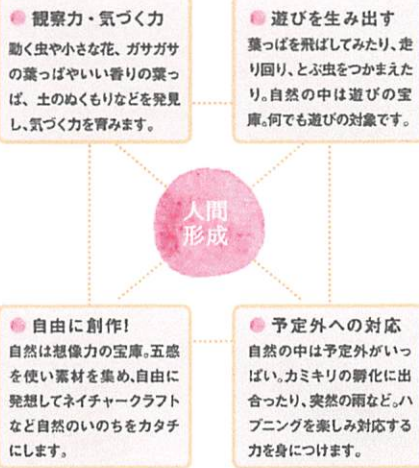 観察力・気づく力
動く虫や小さな花、ガサガサ
の葉っぱやいい香りの葉っ
ぱ、土のぬくもりなどを発見
し、気づく力を育みます。
遊びを生み出す
葉っぱを飛ばしてみたり、走
り回り、とぶ虫をつかまえた
り。自然の中は遊びの宝
庫。何でも遊びの対象です。
人間
形成
自由に創作!
自然は想像力の宝庫。五感
を使い素材を集め、自由に
発想してネイチャークラフト
など自然のいのちをカタチ
にします。
予定外への対応
自然の中は予定外がいっ
ぱい。カミキリの孵化に出
合ったり、突然の雨など。ハ
プニングを楽しみ対応する
力を身につけます。